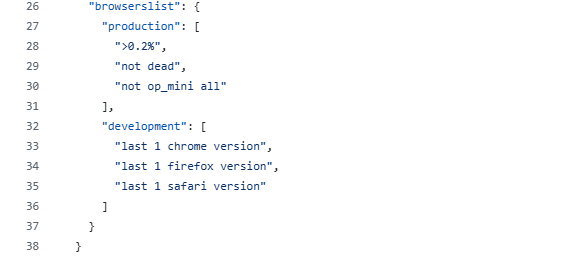 26 "browserslist": {
27 "production": [
28 ">0.2%",
29 "not dead",
30 "not op_mini all"
31 ],
32 "development": [
33 "last 1 chrome version",
34 "last 1 firefox version",
35 "last 1 safari version"
36 ]
37 }
38 }